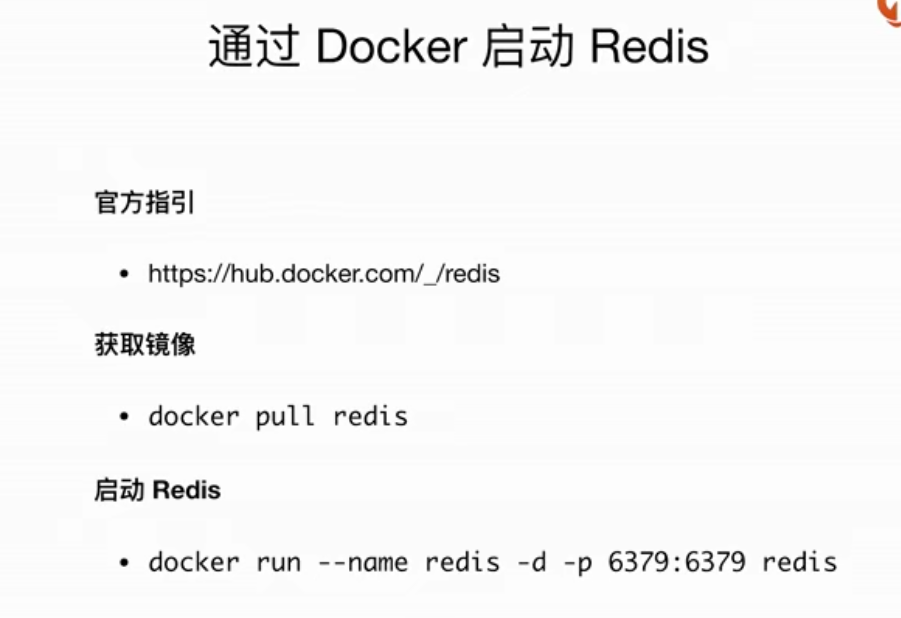 通过 Docker 启动 Redis
官方指引
• https://hub.docker.com/_/redis
获取镜像
• docker pull redis
启动 Redis
• docker run --name redis -d -p 6379:6379 redis